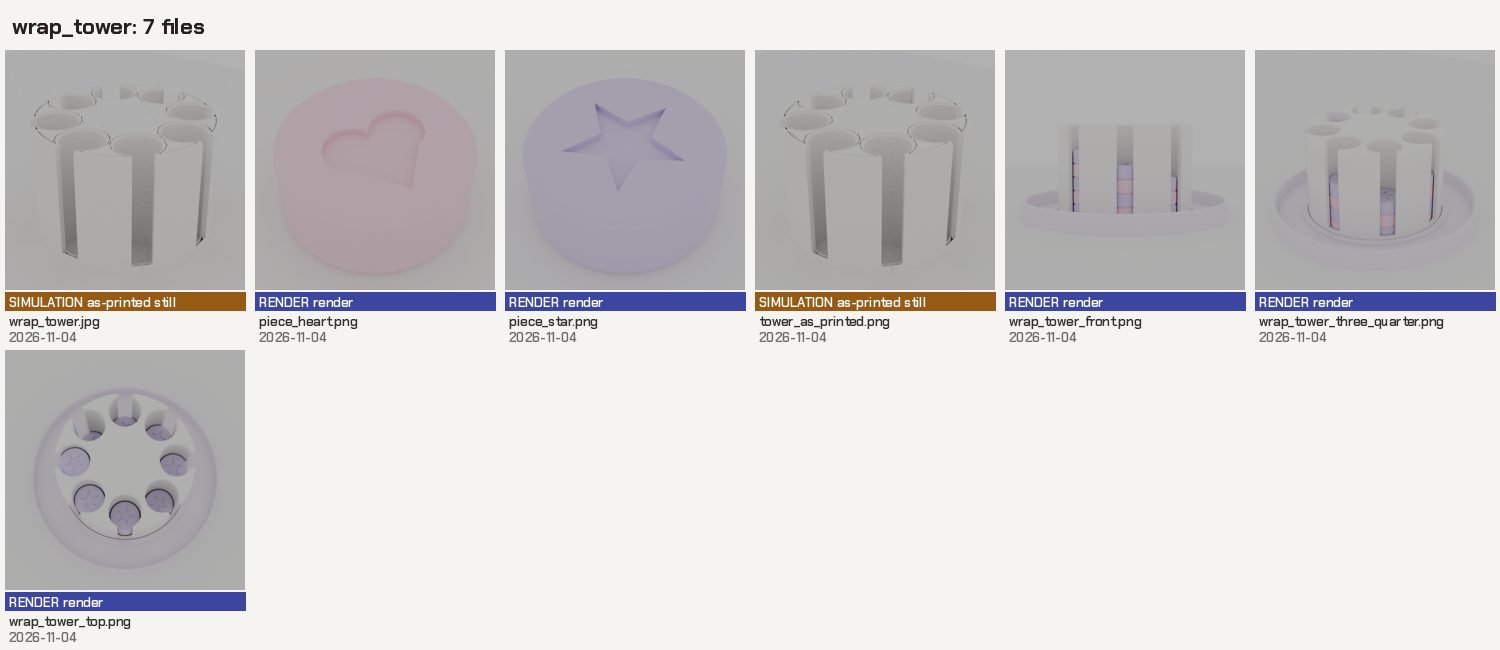 wrap_tower: 7 files
SIMULATION as-printed still
wrap_tower.jpg
2026-11-04
RENDER render
piece_heart.png
2026-11-04
RENDER render
piece_star.png
2026-11-04
SIMULATION as-printed still
tower_as_printed.png
2026-11-04
RENDER render
wrap_tower_front.png
2026-11-04
RENDER render
wrap_tower_three_quarter.png
2026-11-04
RENDER render
wrap_tower_top.png
2026-11-04